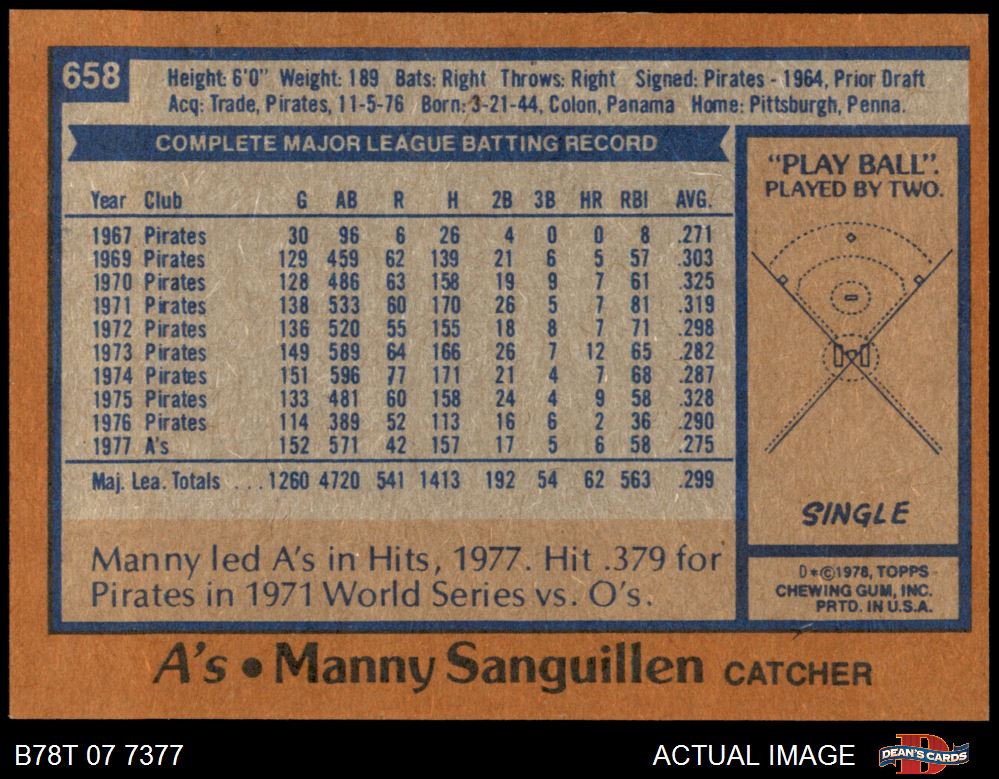 658
Height: 6'0" Weight: 189 Bats: Right Throws: Right Signed: Pirates - 1964, Prior Draft
Acq: Trade, Pirates, 11-5-76 Born: 3-21-44, Colon, Panama Home: Pittsburgh, Penna.
COMPLETE MAJOR LEAGUE BATTING RECORD
Year Club G AB R H 2B 3B HR RBI AVG.
1967 Pirates 30 96 6 26 4 0 0 8 .271
1969 Pirates 129 459 62 139 21 6 5 57 .303
1970 Pirates 128 486 63 158 19 9 7 61 .325
1971 Pirates 138 533 60 170 26 5 7 81 .319
1972 Pirates 136 520 55 155 18 8 7 71 .298
1973 Pirates 149 589 64 166 26 7 12 65 .282
1974 Pirates 151 596 77 171 21 4 7 68 .287
1975 Pirates 133 481 60 158 24 4 9 58 .328
1976 Pirates 114 389 52 113 16 6 2 36 .290
1977 A's 152 571 42 157 17 5 6 58 .275
Maj. Lea. Totals ... 1260 4720 541 1413 192 54 62 563 .299
Manny led A's in Hits, 1977. Hit .379 for
Pirates in 1971 World Series vs. O's.
"PLAY BALL".
PLAYED BY TWO.
SINGLE
D*©1978, TOPPS
CHEWING GUM, INC.
PRTD. IN U.S.A.
A's • Manny Sanguillen CATCHER
B78T 07 7377
ACTUAL IMAGE
DEAN'S CARDS